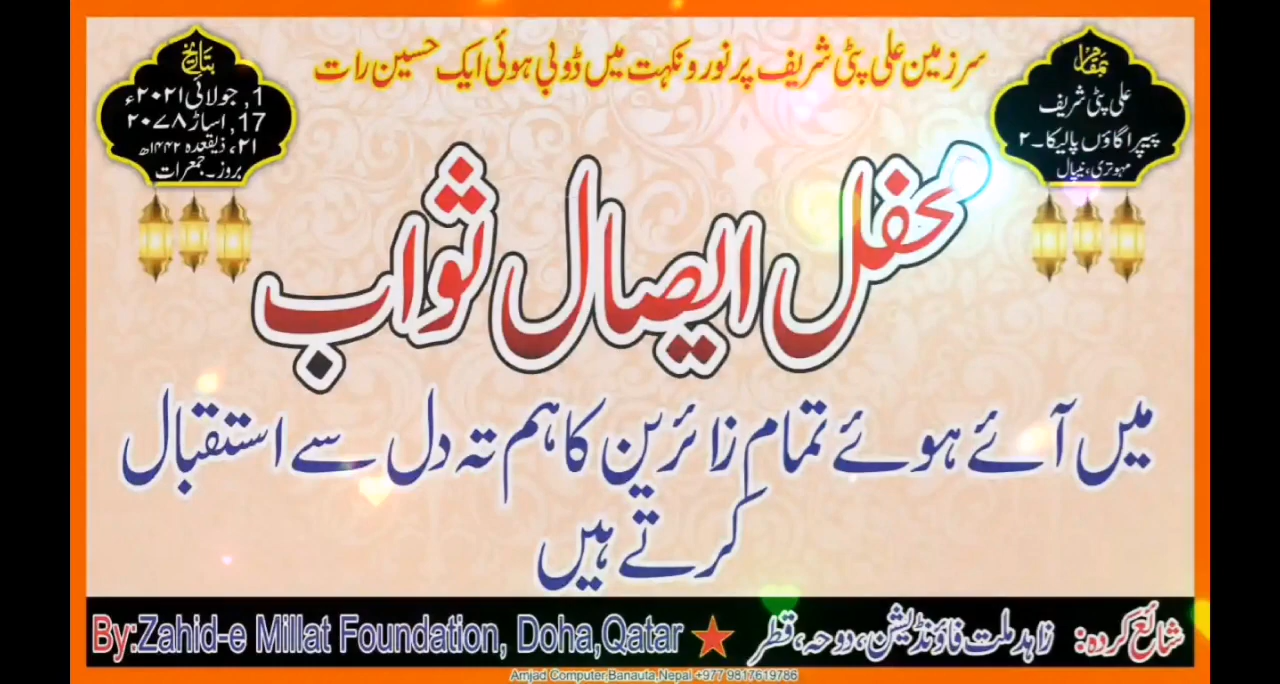 سرزمین علی پٹی شریف پر نور و نکہت میں ڈوبی ہوئی ایک حسین رات
بمقام
علی پٹی شریف
پیپرا گاؤں پالیکا۔۲
مہوتری، نیپال
بتاریخ
1, جولائی ۲۰۲۱ء
17, اساڑ ۲۰۷۸
۲۱، ذیقعدہ ۱۴۴۲ھ
بروز۔جمعرات
محفل ایصال ثواب
میں آئے ہوئے تمامِ زائرین کا ہم تہ دل سے استقبال
کرتے ہیں
شائع کردہ: زاہد ملت فاؤنڈیشن، دوحہ، قطر ★ By:Zahid-e Millat Foundation, Doha,Qatar
Amjad Computer,Banauta,Nepal +977 9817619786